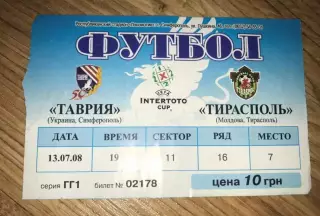 ФУТБОЛ
UEFA
INTERTOTO
CUP
«ТАВРИЯ»
(Украина, Симферополь)
«ТИРАСПОЛЬ»
(Молдова, Тирасполь)
ДАТА ВРЕМЯ СЕКТОР РЯД МЕСТО
13.07.08 19 11 16 7
серия ГГ1 билет № 02178 цена 10 грн